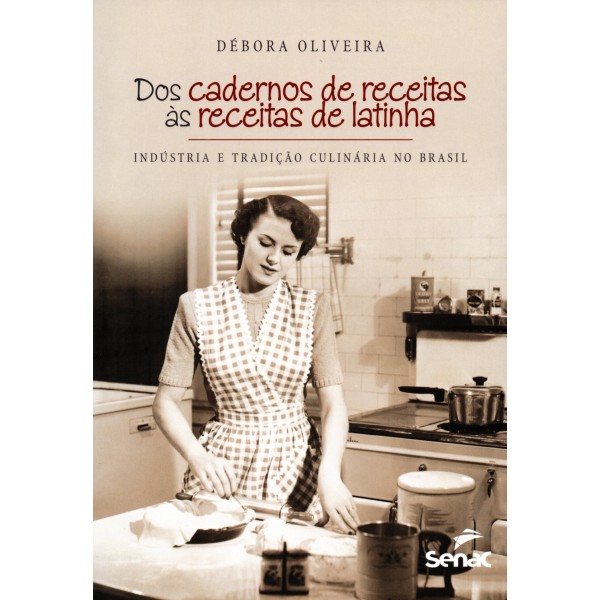 DÉBORA OLIVEIRA
Dos cadernos de receitas
às receitas de latinha
INDÚSTRIA E TRADIÇÃO CULINÁRIA NO BRASIL
Senac